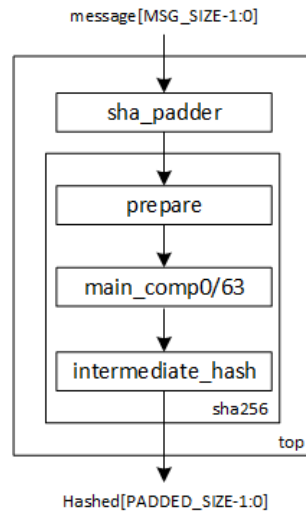 message[MSG_SIZE-1:0]
sha_padder
prepare
main_comp0/63
intermediate_hash
sha256
top
Hashed[PADDED_SIZE-1:0]